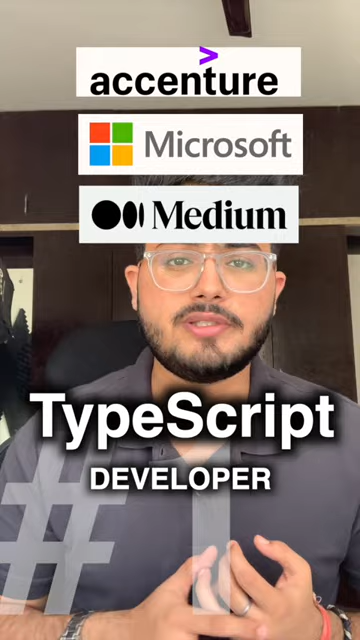 accenture
Microsoft
Medium
TypeScript
DEVELOPER
#1